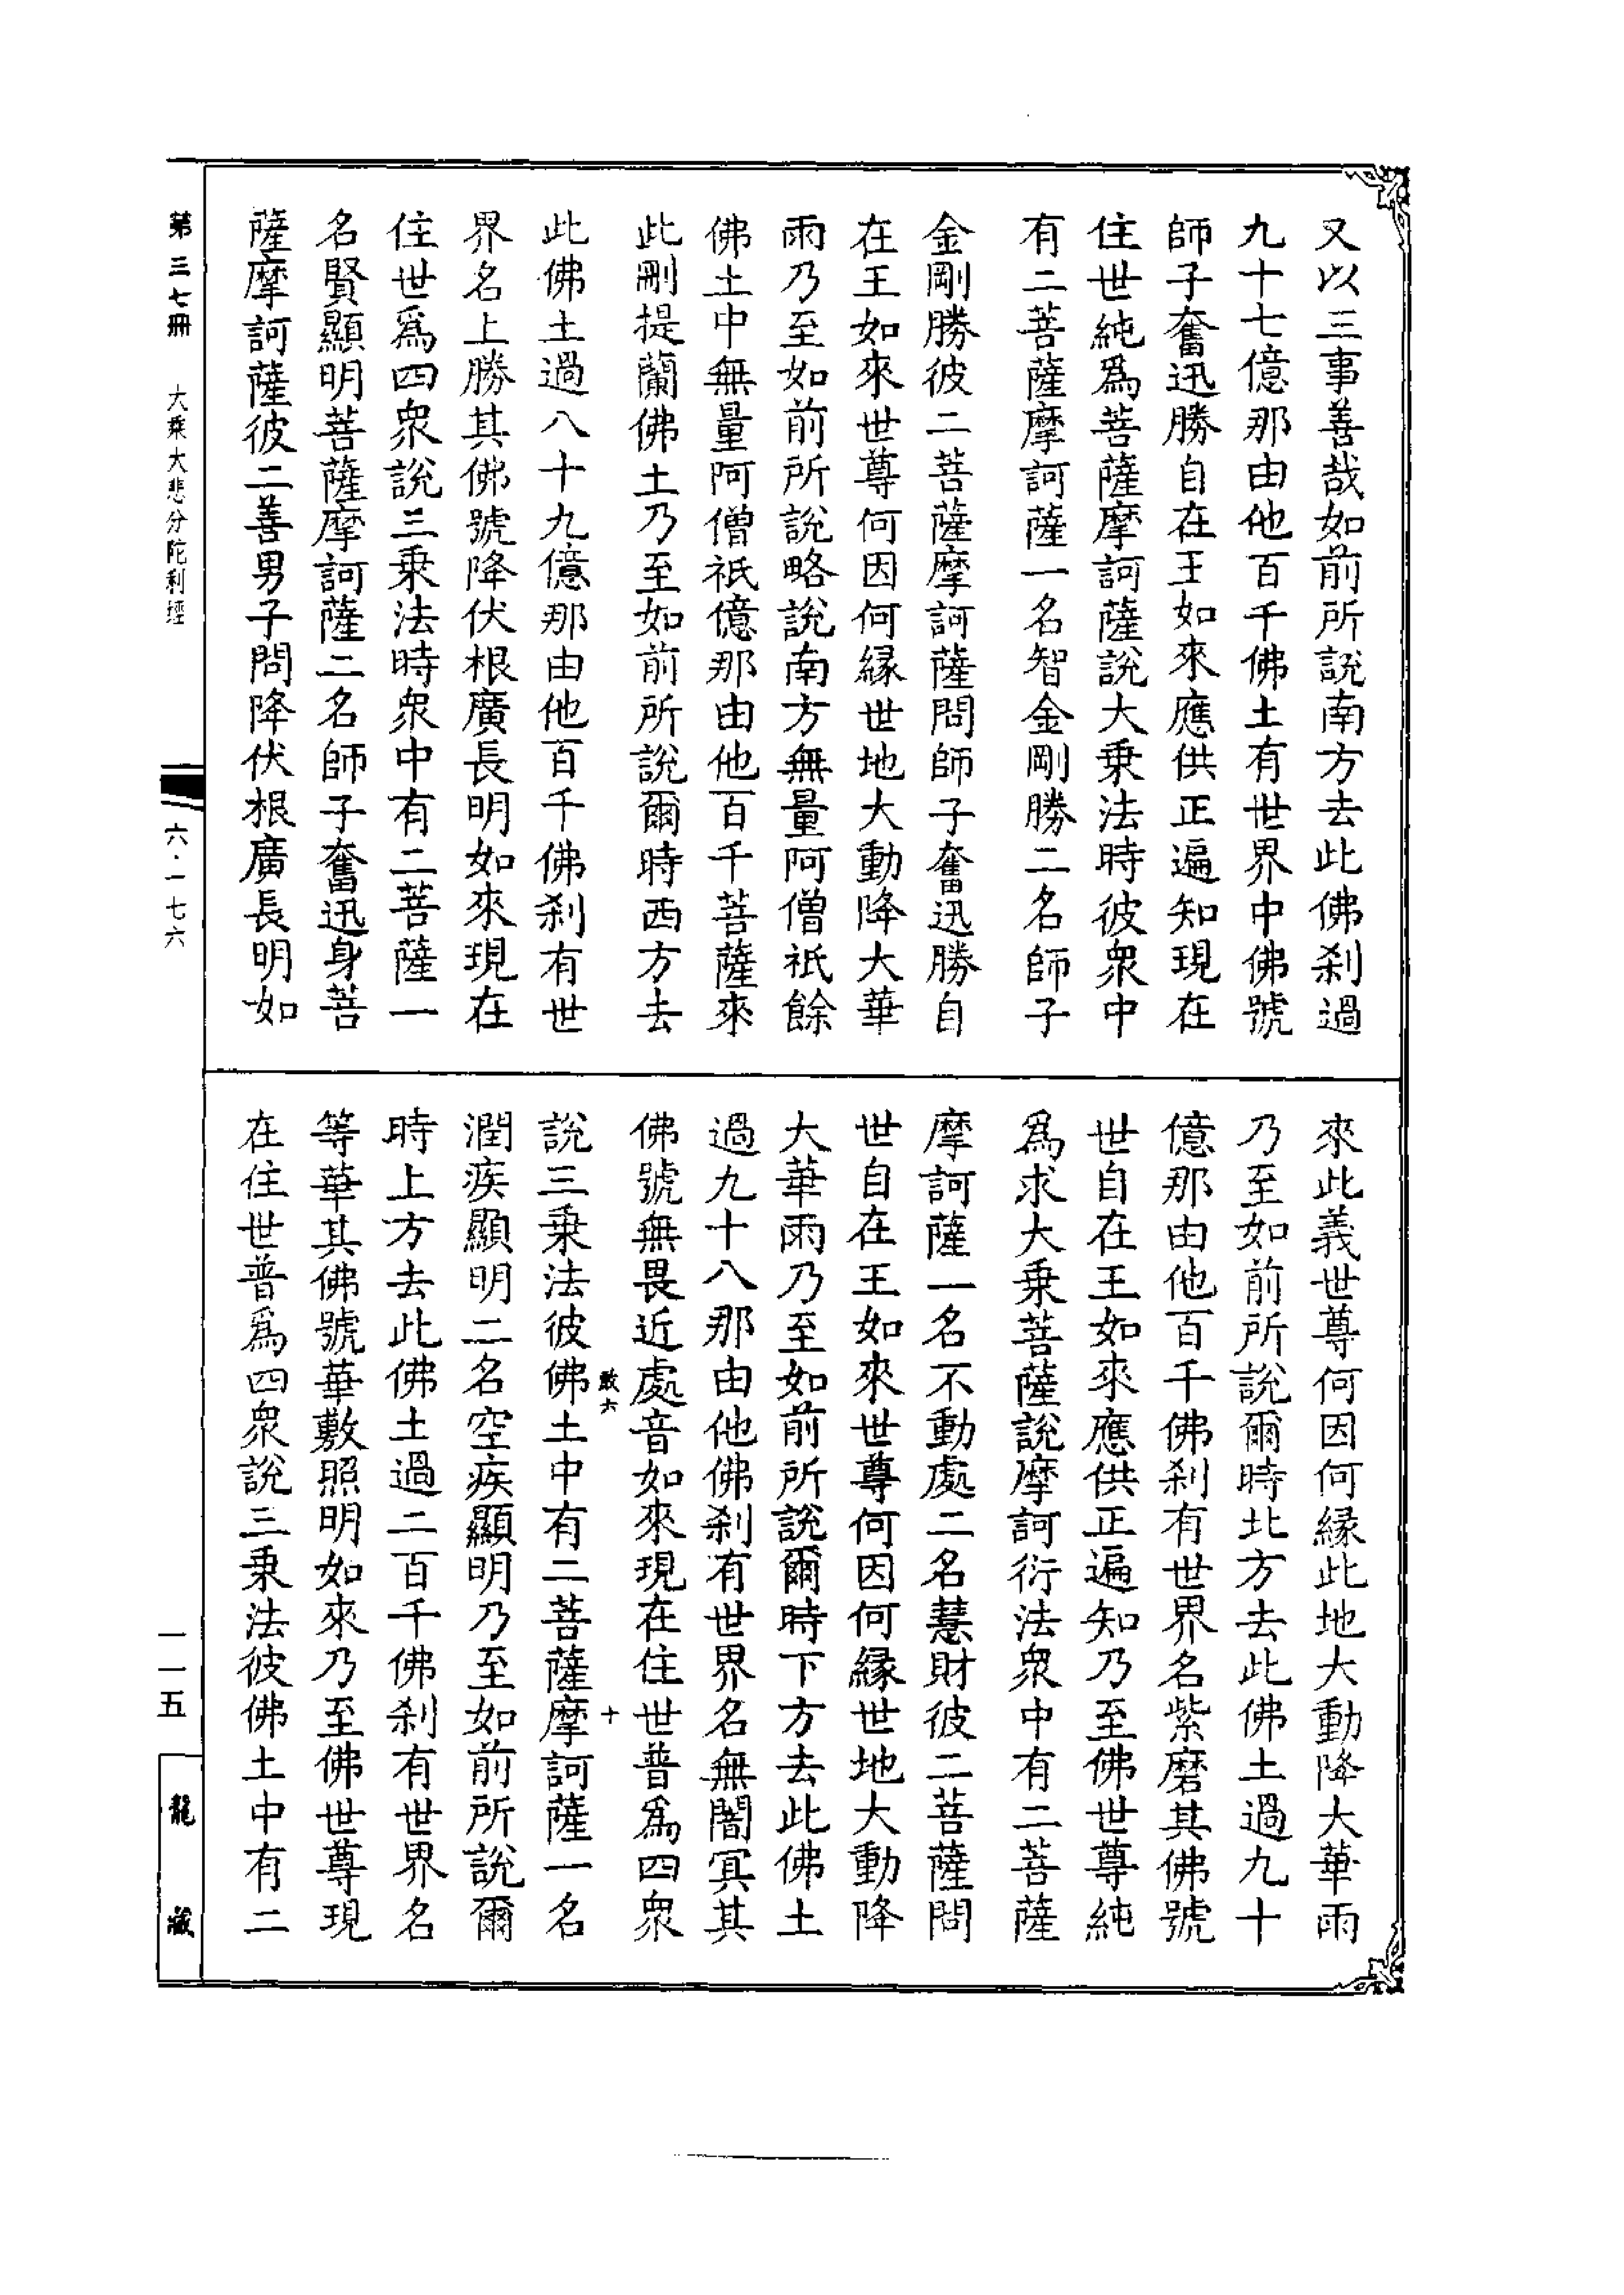 又以三事善哉如前所說南方去此佛刹過
九十七億那由他百千佛土有世界中佛號
師子奮迅勝自在王如來應供正遍知現在
住世純爲菩薩摩訶薩說大乗法時彼衆中
有二菩薩摩訶薩一名智金剛勝二名師子
金剛勝彼二菩薩摩訶薩問師子奮迅勝自
在王如來世尊何因何緣世地大動降大華
雨乃至如前所說略說南方無量阿僧祇餘
佛土中無量阿僧祇億那由他百千菩薩來
此刪提蘭佛土乃至如前所說爾時西方去
此佛土過八十九億那由他百千佛刹有世
界名上勝其佛號降伏根廣長明如來現在
住世爲四衆說三乗法時衆中有二菩薩一
名賢顯明菩薩摩訶薩二名師子奮迅身菩
薩摩訶薩彼二善男子問降伏根廣長明如
來此義世尊何因何緣此地大動降大華雨
乃至如前所說爾時北方去此佛土過九十
億那由他百千佛刹有世界名紫磨其佛號
世自在王如來應供正遍知乃至佛世尊純
爲求大乗菩薩說摩訶衍法衆中有二菩薩
摩訶薩一名不動處二名慧財彼二菩薩問
世自在王如來世尊何因何緣世地大動降
大華雨乃至如前所說爾時下方去此佛土
過九十八那由他佛刹有世界名無闇冥其
佛號無畏近處音如來現在住世普爲四衆
敢六 十
說三乗法彼佛土中有二菩薩摩訶薩一名
潤疾顯明二名空疾顯明乃至如前所說爾
時上方去此佛土過二百千佛刹有世界名
等華其佛號華敷照明如來乃至佛世尊現
在住世普爲四衆說三乗法彼佛土中有二
第三七冊 大乘大悲分陀利經 六·一七六
一一五
龍藏